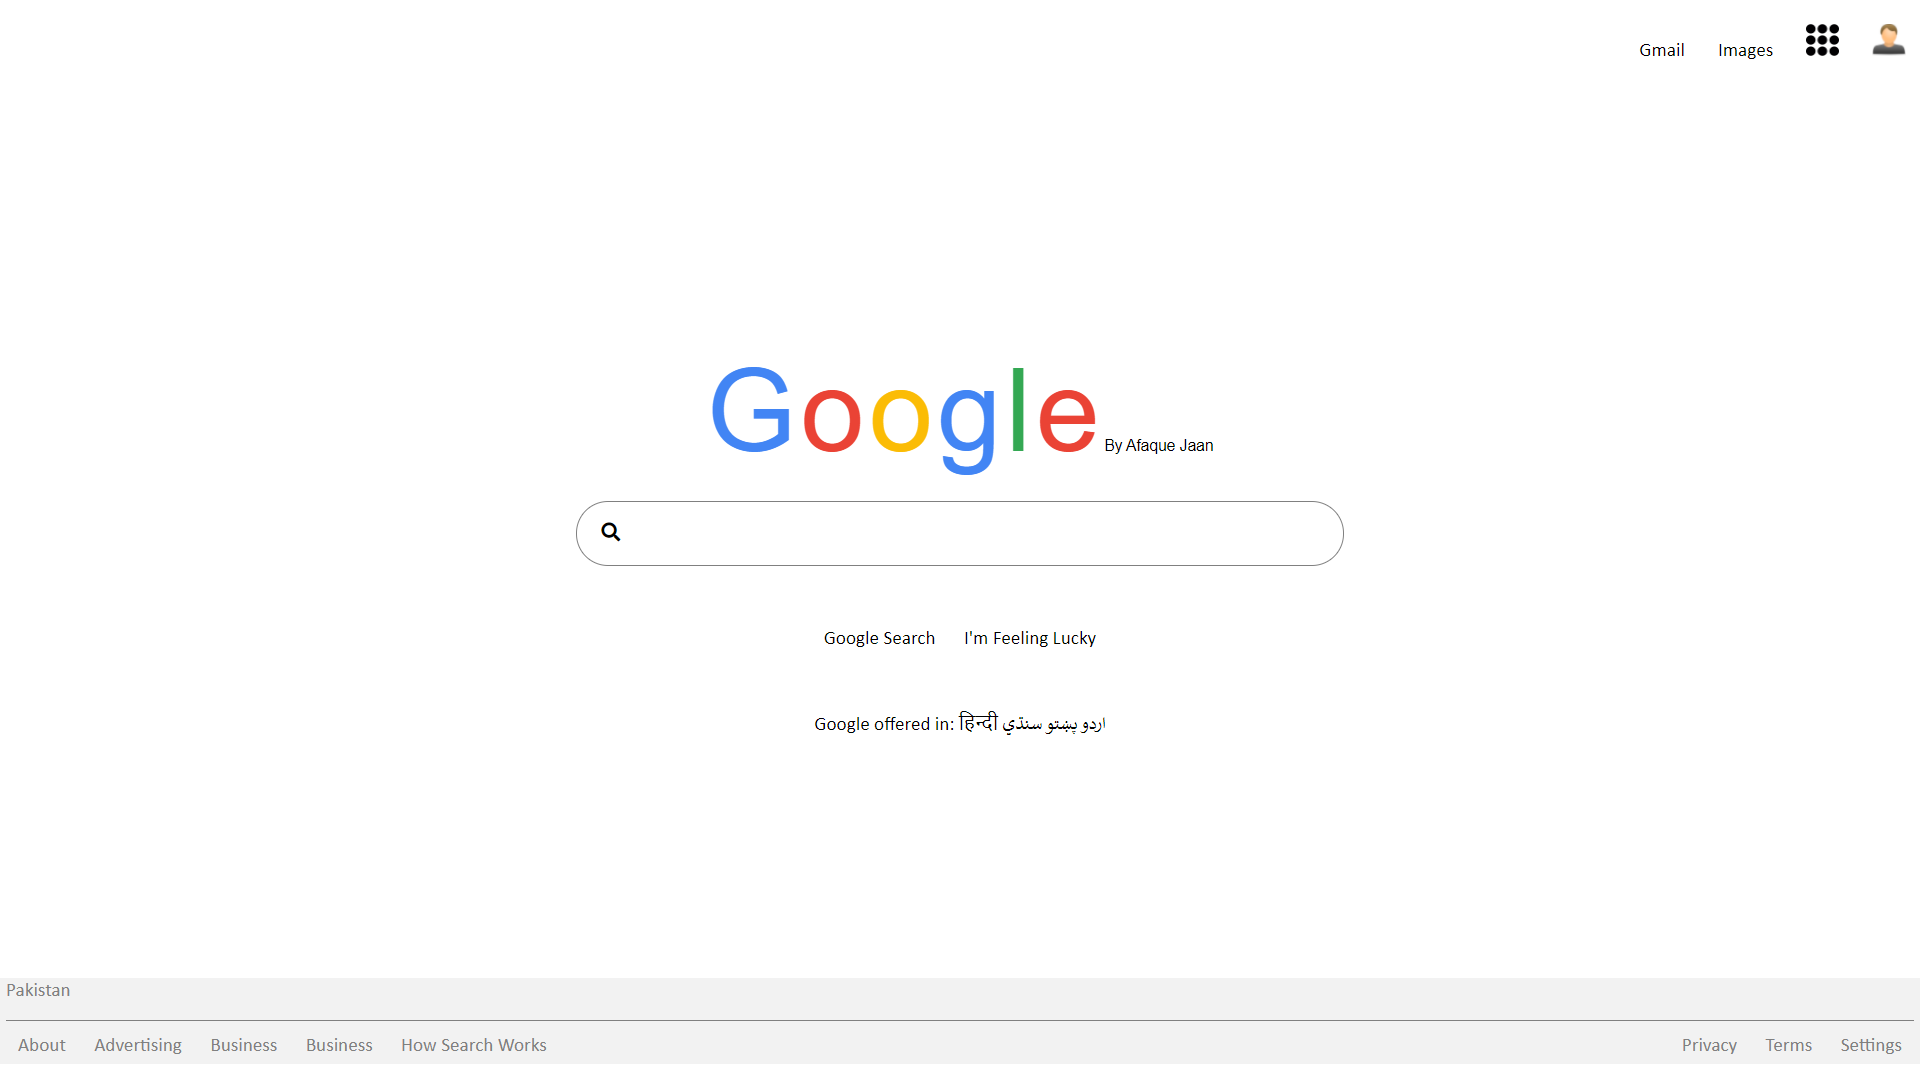 Gmail Images
Google By Afaque Jaan
Google Search I'm Feeling Lucky
Google offered in: हिन्दी اردو پښتو سنڌي
Pakistan
About Advertising Business Business How Search Works Privacy Terms Settings